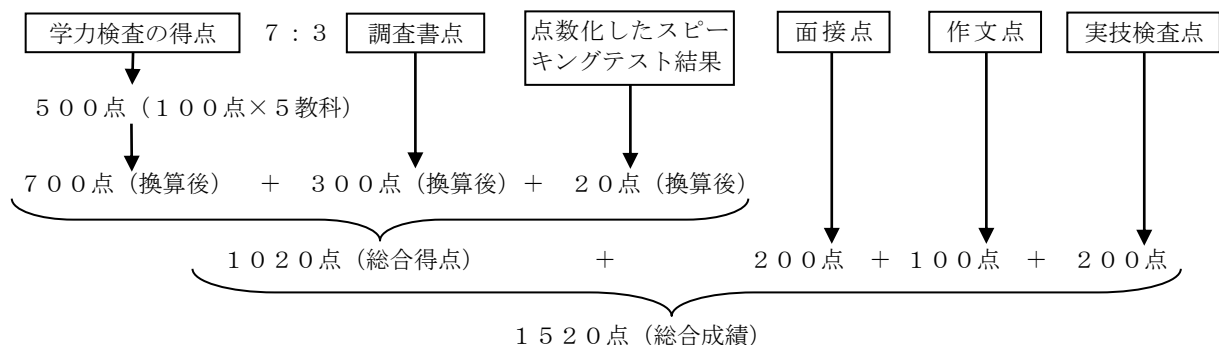 学力検査の得点 ７：３ 調査書点 点数化したスピー 面接点 作文点 実技検査点
キングテスト結果
５００点（１００点×５教科）
７００点（換算後） ＋ ３００点（換算後）＋ ２０点（換算後）
１０２０点（総合得点） ＋ ２００点 ＋１００点 ＋ ２００点
１５２０点（総合成績）